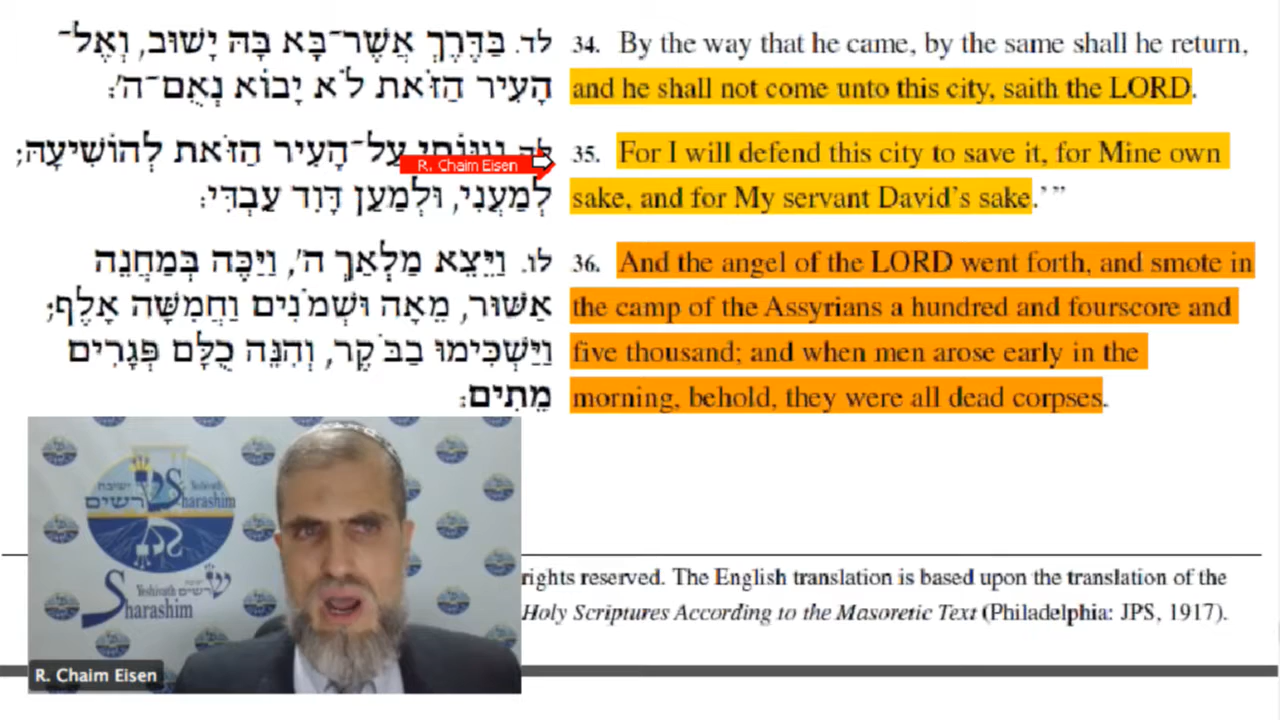 לד. בַּדֶּרֶךְ אֲשֶׁר־בָּא בָּהּ יָשׁוּב, וְאֶל־
הָעִיר הַזֹּאת לֹא יָבוֹא נְאֻם־ה׳:
34. By the way that he came, by the same shall he return,
and he shall not come unto this city, saith the LORD.
עַל־הָעִיר הַזֹּאת לְהוֹשִׁיעָהּ;
לְמַעֲנִי, וּלְמַעַן דָּוִד עַבְדִּי:
R. Chaim Eisen
35. For I will defend this city to save it, for Mine own
sake, and for My servant David's sake.’”
לו. וַיֵּצֵא מַלְאַךְ ה׳, וַיַּכֶּה בְּמַחֲנֵה
אַשּׁוּר, מֵאָה וּשְׁמֹנִים וַחֲמִשָּׁה אָלֶף;
וַיַּשְׁכִּימוּ בַבֹּקֶר, וְהִנֵּה כֻלָּם פְּגָרִים
מֵתִים:
36. And the angel of the LORD went forth, and smote in
the camp of the Assyrians a hundred and fourscore and
five thousand; and when men arose early in the
morning, behold, they were all dead corpses.
rights reserved. The English translation is based upon the translation of the
Holy Scriptures According to the Masoretic Text (Philadelphia: JPS, 1917).
ישיבת
שרשים
Yeshivath
Sharashim
Yeshivath
ישיבת
שרשים
Sharashim
R. Chaim Eisen